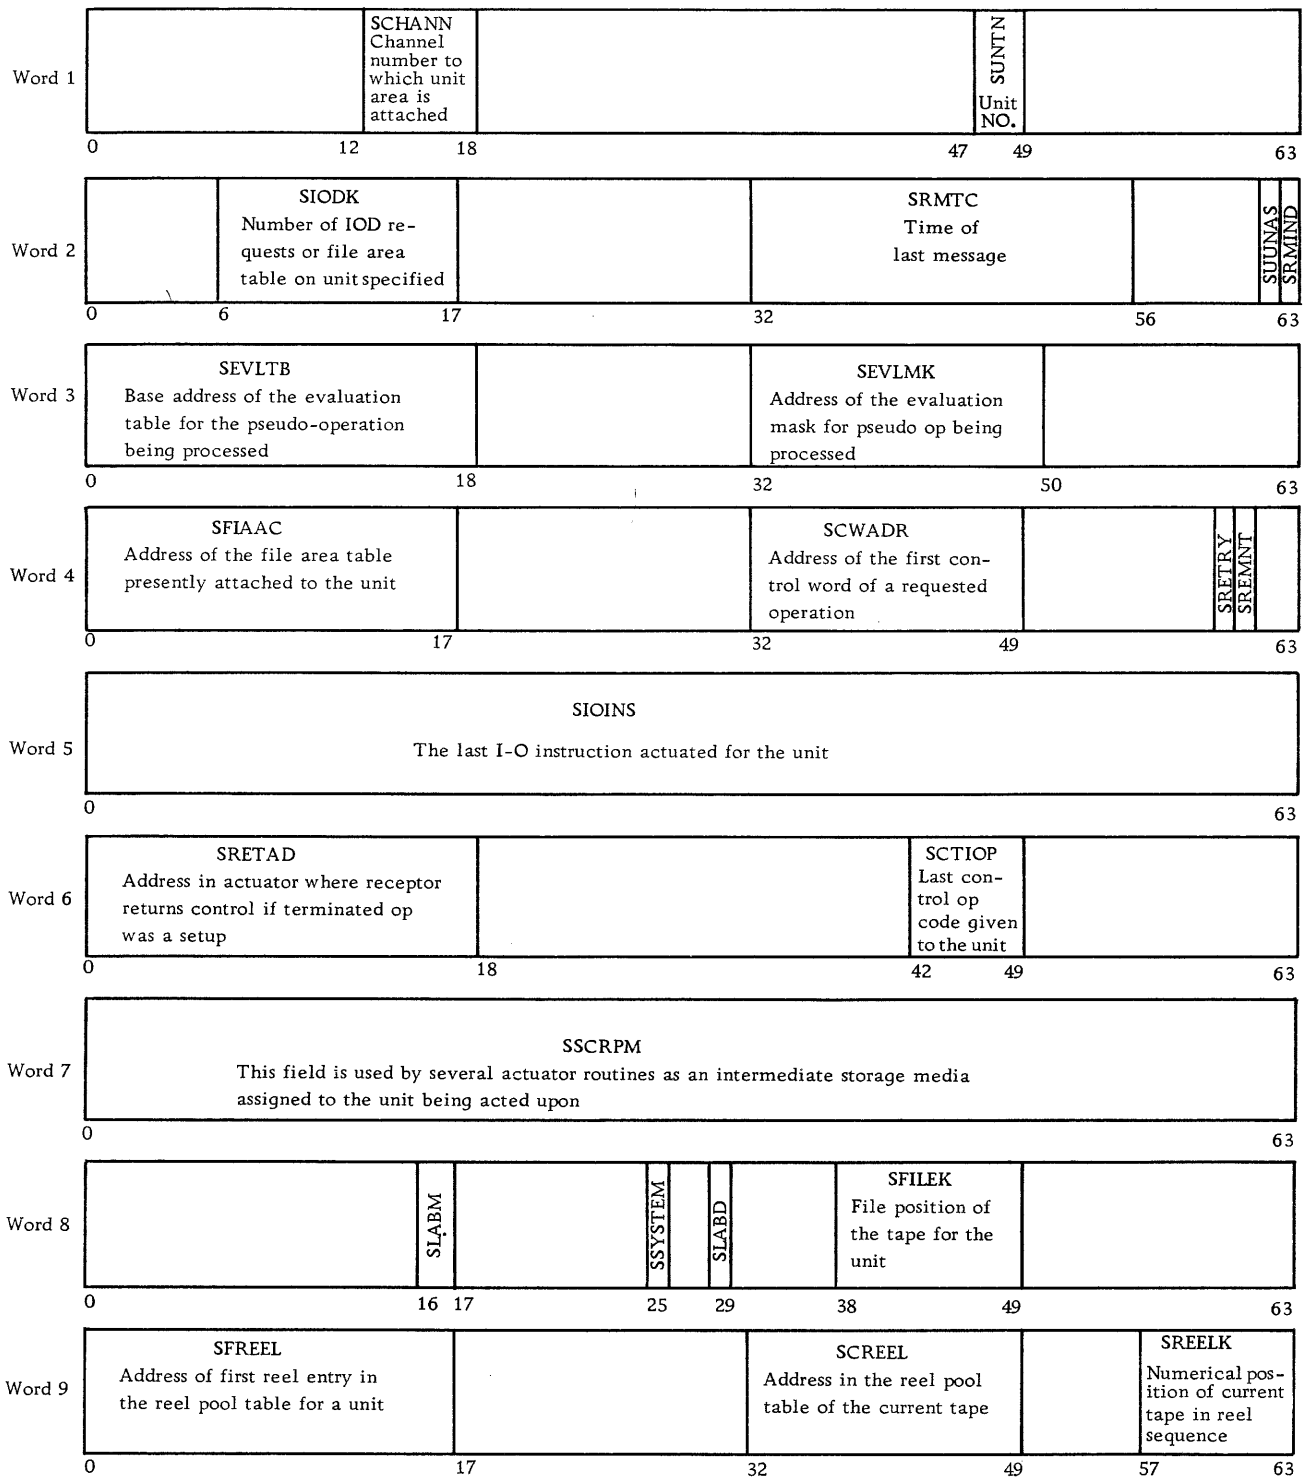 Word 1
SCHANN
Channel
number to
which unit
area is
attached
SUNTN
Unit
NO.
0 12 18 47 49 63
Word 2
SIODK
Number of IOD re-
quests or file area
table on unit specified
SRMTC
Time of
last message
SUUNAS
SRMIND
0 6 17 32 56 63
Word 3
SEVLTB
Base address of the evaluation
table for the pseudo-operation
being processed
SEVLMK
Address of the evaluation
mask for pseudo op being
processed
0 18 32 50 63
Word 4
SFIAAC
Address of the file area table
presently attached to the unit
SCWADR
Address of the first con-
trol word of a requested
operation
SRETRY
SREMNT
0 17 32 49 63
Word 5
SIOINS
The last I-O instruction actuated for the unit
0 63
Word 6
SRETAD
Address in actuator where receptor
returns control if terminated op
was a setup
SCTIOP
Last con-
trol op
code given
to the unit
0 18 42 49 63
Word 7
SSCRPM
This field is used by several actuator routines as an intermediate storage media
assigned to the unit being acted upon
0 63
Word 8
SLABM
SSYSTEM
SLABD
SFILEK
File position of
the tape for the
unit
0 16 17 25 29 38 49 63
Word 9
SFREEL
Address of first reel entry in
the reel pool table for a unit
SCREEL
Address in the reel pool
table of the current tape
SREELK
Numerical pos-
ition of current
tape in reel
sequence
0 17 32 49 57 63